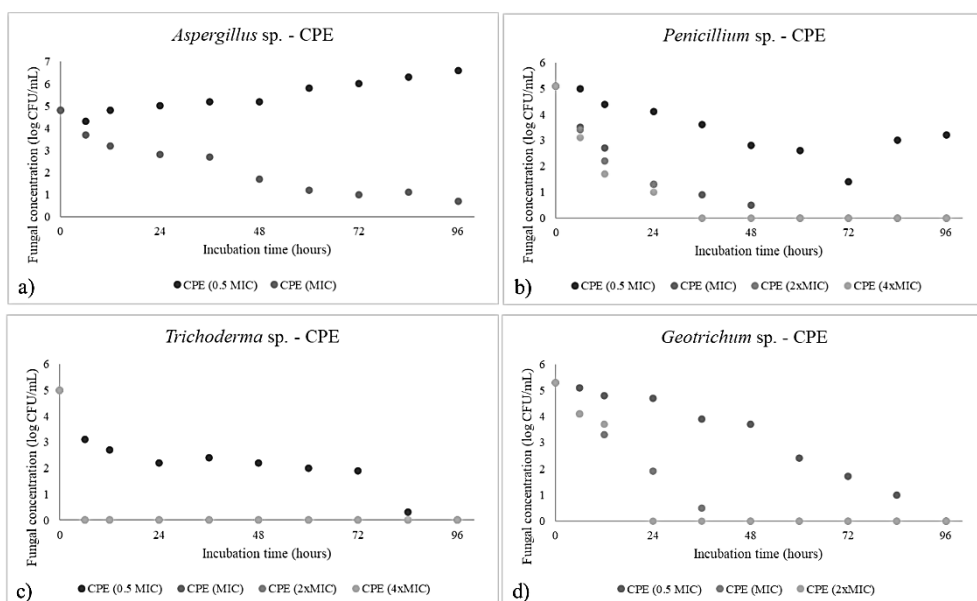 Aspergillus sp. - CPE
Fungal concentration (log CFU/mL)
7
6
5
4
3
2
1
0
0 24 48 72 96
Incubation time (hours)
CPE (0.5 MIC) CPE (MIC)
a)
Penicillium sp. - CPE
Fungal concentration (log CFU/mL)
6
5
4
3
2
1
0
0 24 48 72 96
Incubation time (hours)
CPE (0.5 MIC) CPE (MIC) CPE (2xMIC) CPE (4xMIC)
b)
Trichoderma sp. - CPE
Fungal concentration (log CFU/mL)
6
5
4
3
2
1
0
0 24 48 72 96
Incubation time (hours)
CPE (0.5 MIC) CPE (MIC) CPE (2xMIC) CPE (4xMIC)
c)
Geotrichum sp. - CPE
Fungal concentration (log CFU/mL)
6
5
4
3
2
1
0
0 24 48 72 96
Incubation time (hours)
CPE (0.5 MIC) CPE (MIC) CPE (2xMIC)
d)